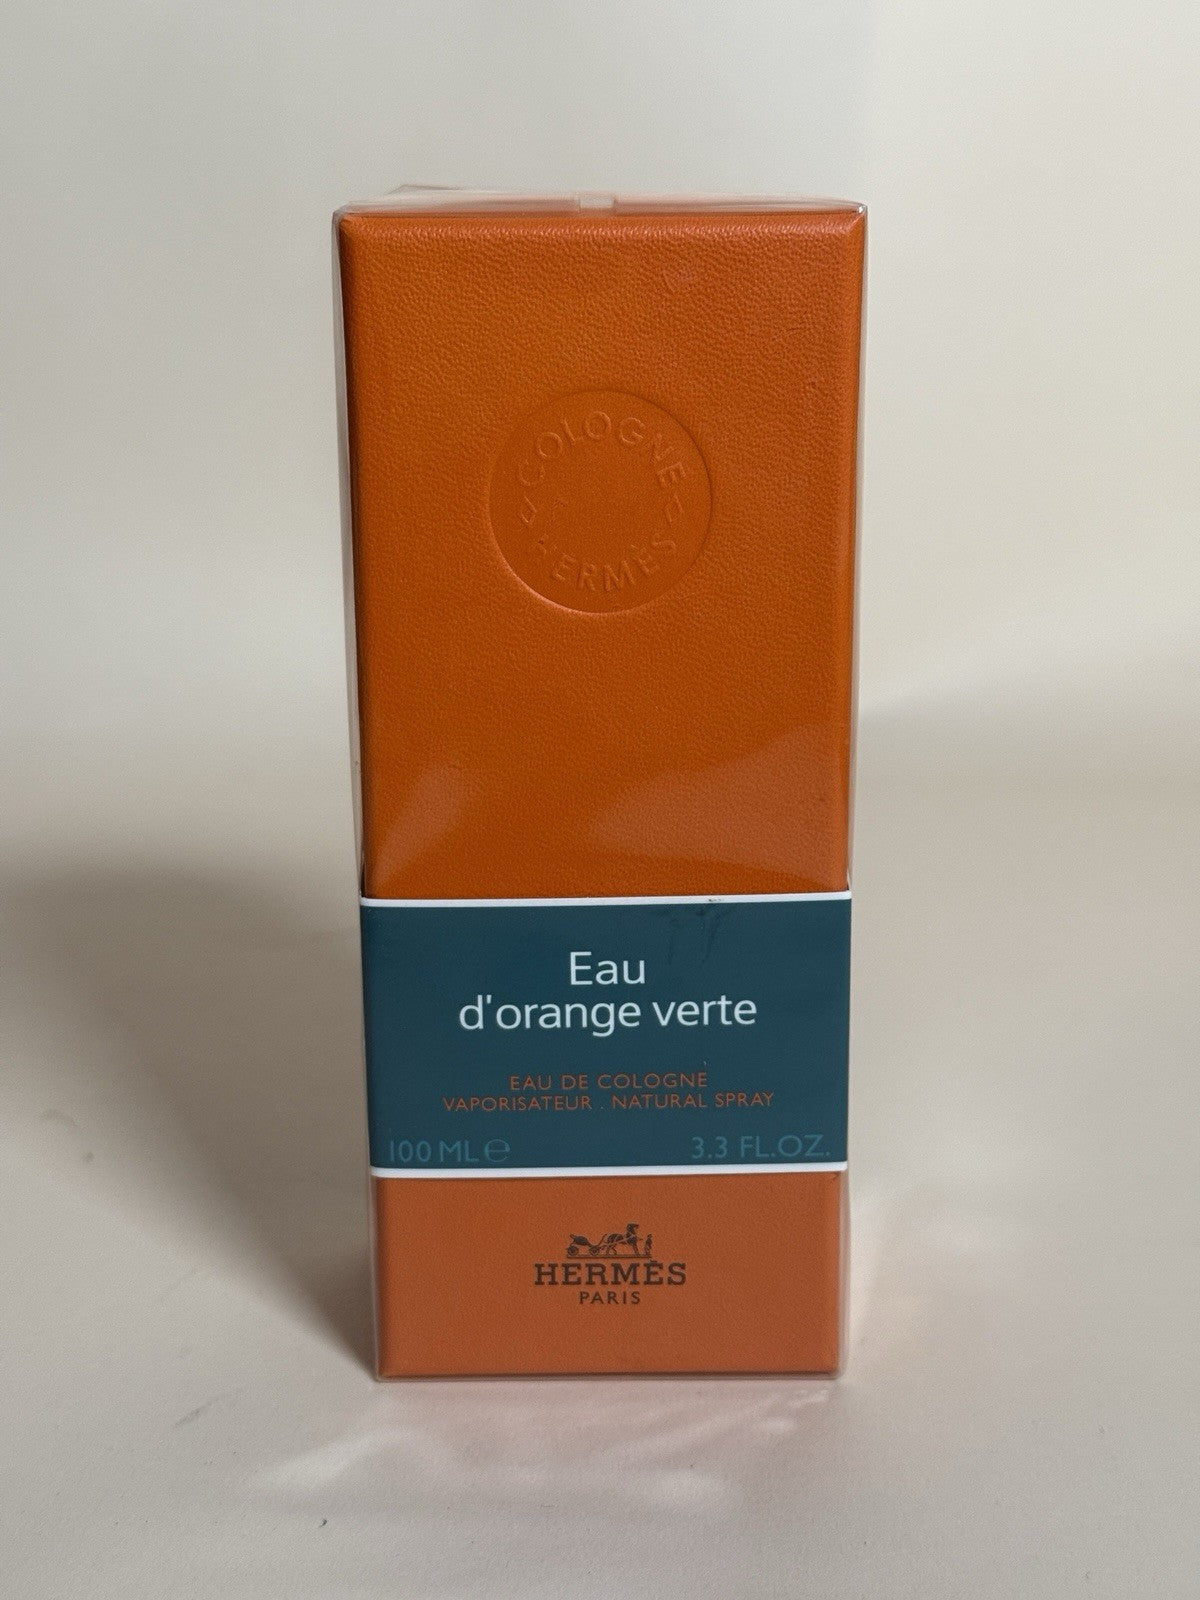 COLOGNE
HERMÈS
Eau
d'orange verte
EAU DE COLOGNE
VAPORISATEUR . NATURAL SPRAY
100 ML ℮ 3.3 FL.OZ.
HERMÈS
PARIS